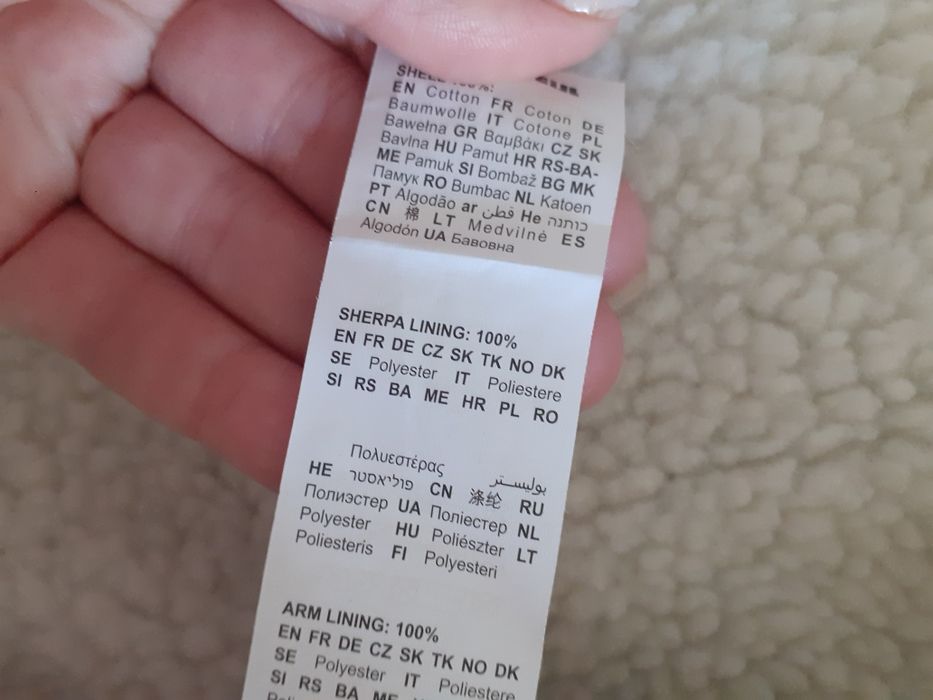 SHELL 100%:
EN Cotton FR Coton DE
Baumwolle IT Cotone PL
Bawełna GR Βαμβάκι CZ SK
Bavlna HU Pamut HR RS-BA-
ME Pamuk SI Bombaž BG MK
Памук RO Bumbac NL Katoen
PT Algodão ar قطن He כותנה
CN 棉 LT Medvilnė ES
Algodón UA Бавовна
SHERPA LINING: 100%
EN FR DE CZ SK TK NO DK
SE Polyester IT Poliestere
SI RS BA ME HR PL RO
Πολυεστέρας بوليستر
HE פוליאסטר CN 涤纶 RU
Полиэстер UA Поліестер NL
Polyester HU Poliészter LT
Poliesteris FI Polyesteri
ARM LINING: 100%
EN FR DE CZ SK TK NO DK
SE Polyester IT Poliestere
SI RS BA ME